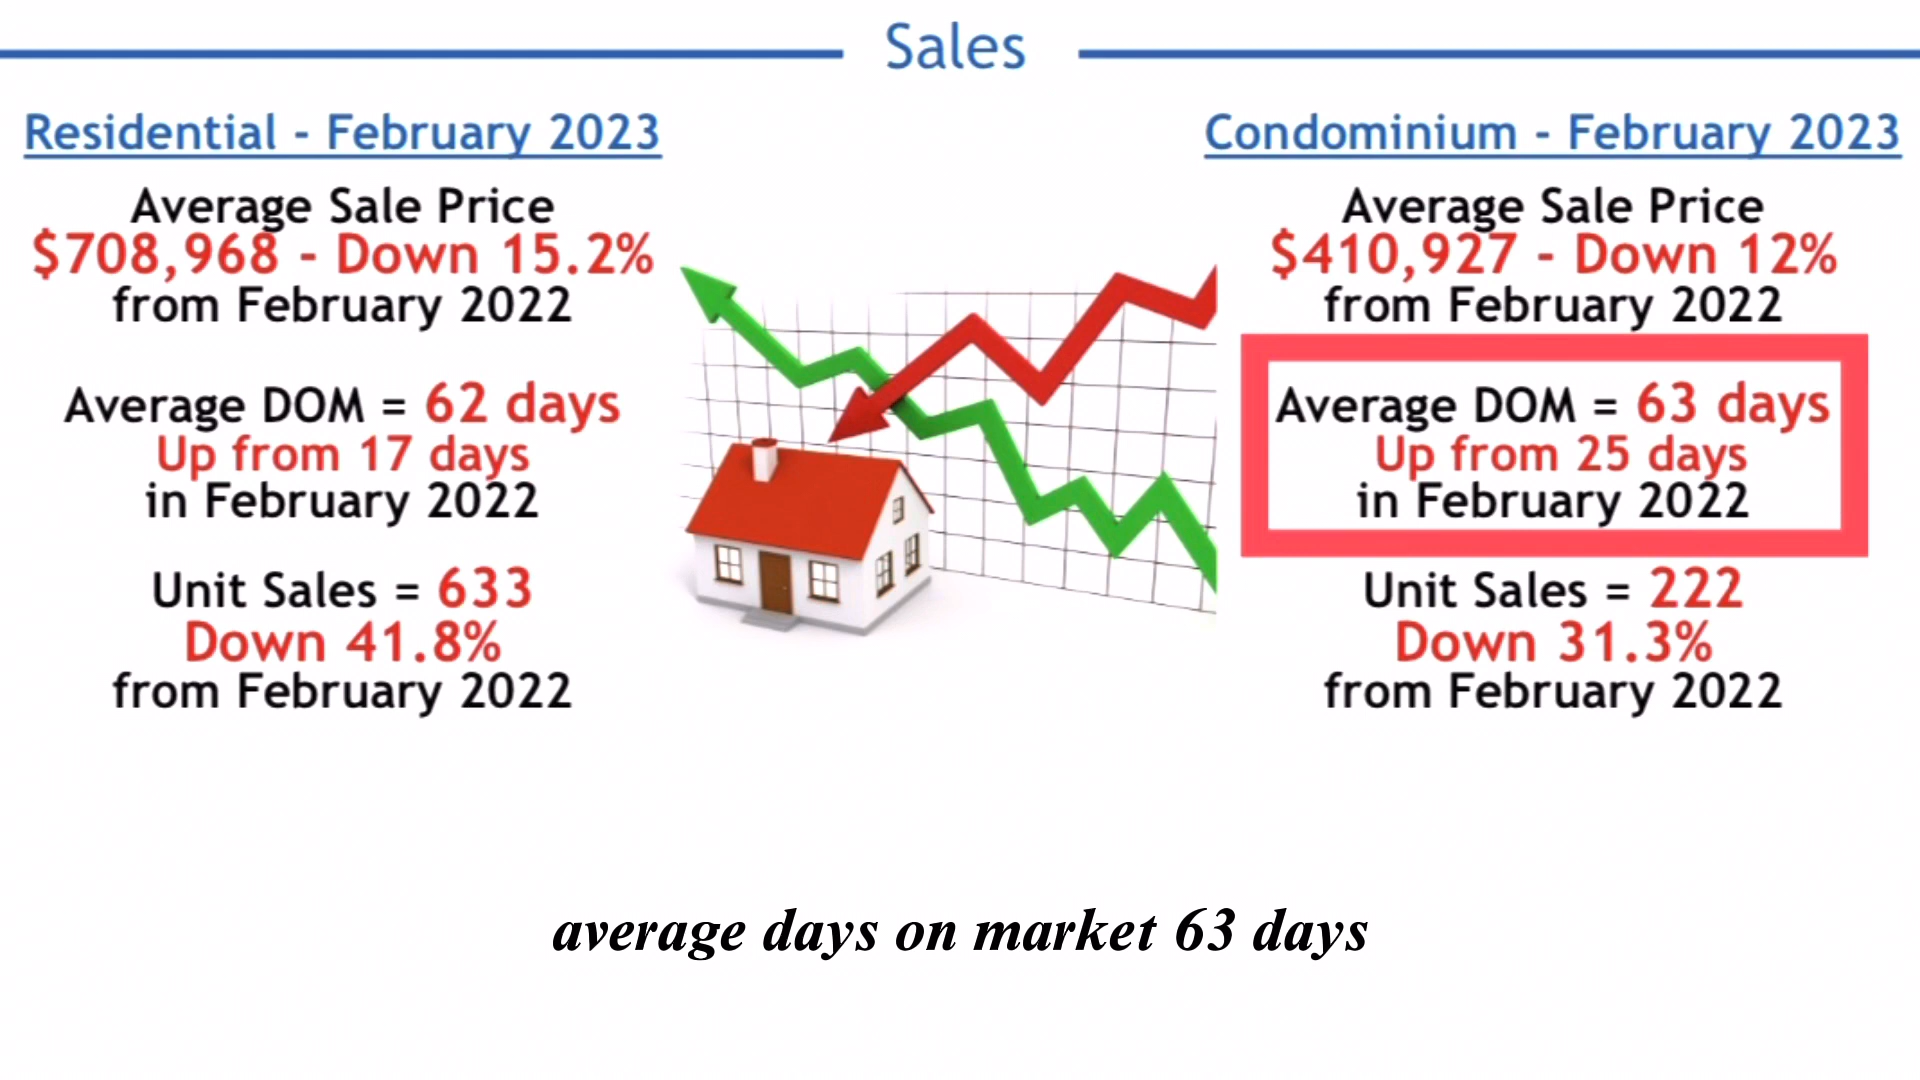 Sales
Residential - February 2023
Average Sale Price
$708,968 - Down 15.2%
from February 2022
Average DOM = 62 days
Up from 17 days
in February 2022
Unit Sales = 633
Down 41.8%
from February 2022
Condominium - February 2023
Average Sale Price
$410,927 - Down 12%
from February 2022
Average DOM = 63 days
Up from 25 days
in February 2022
Unit Sales = 222
Down 31.3%
from February 2022
average days on market 63 days